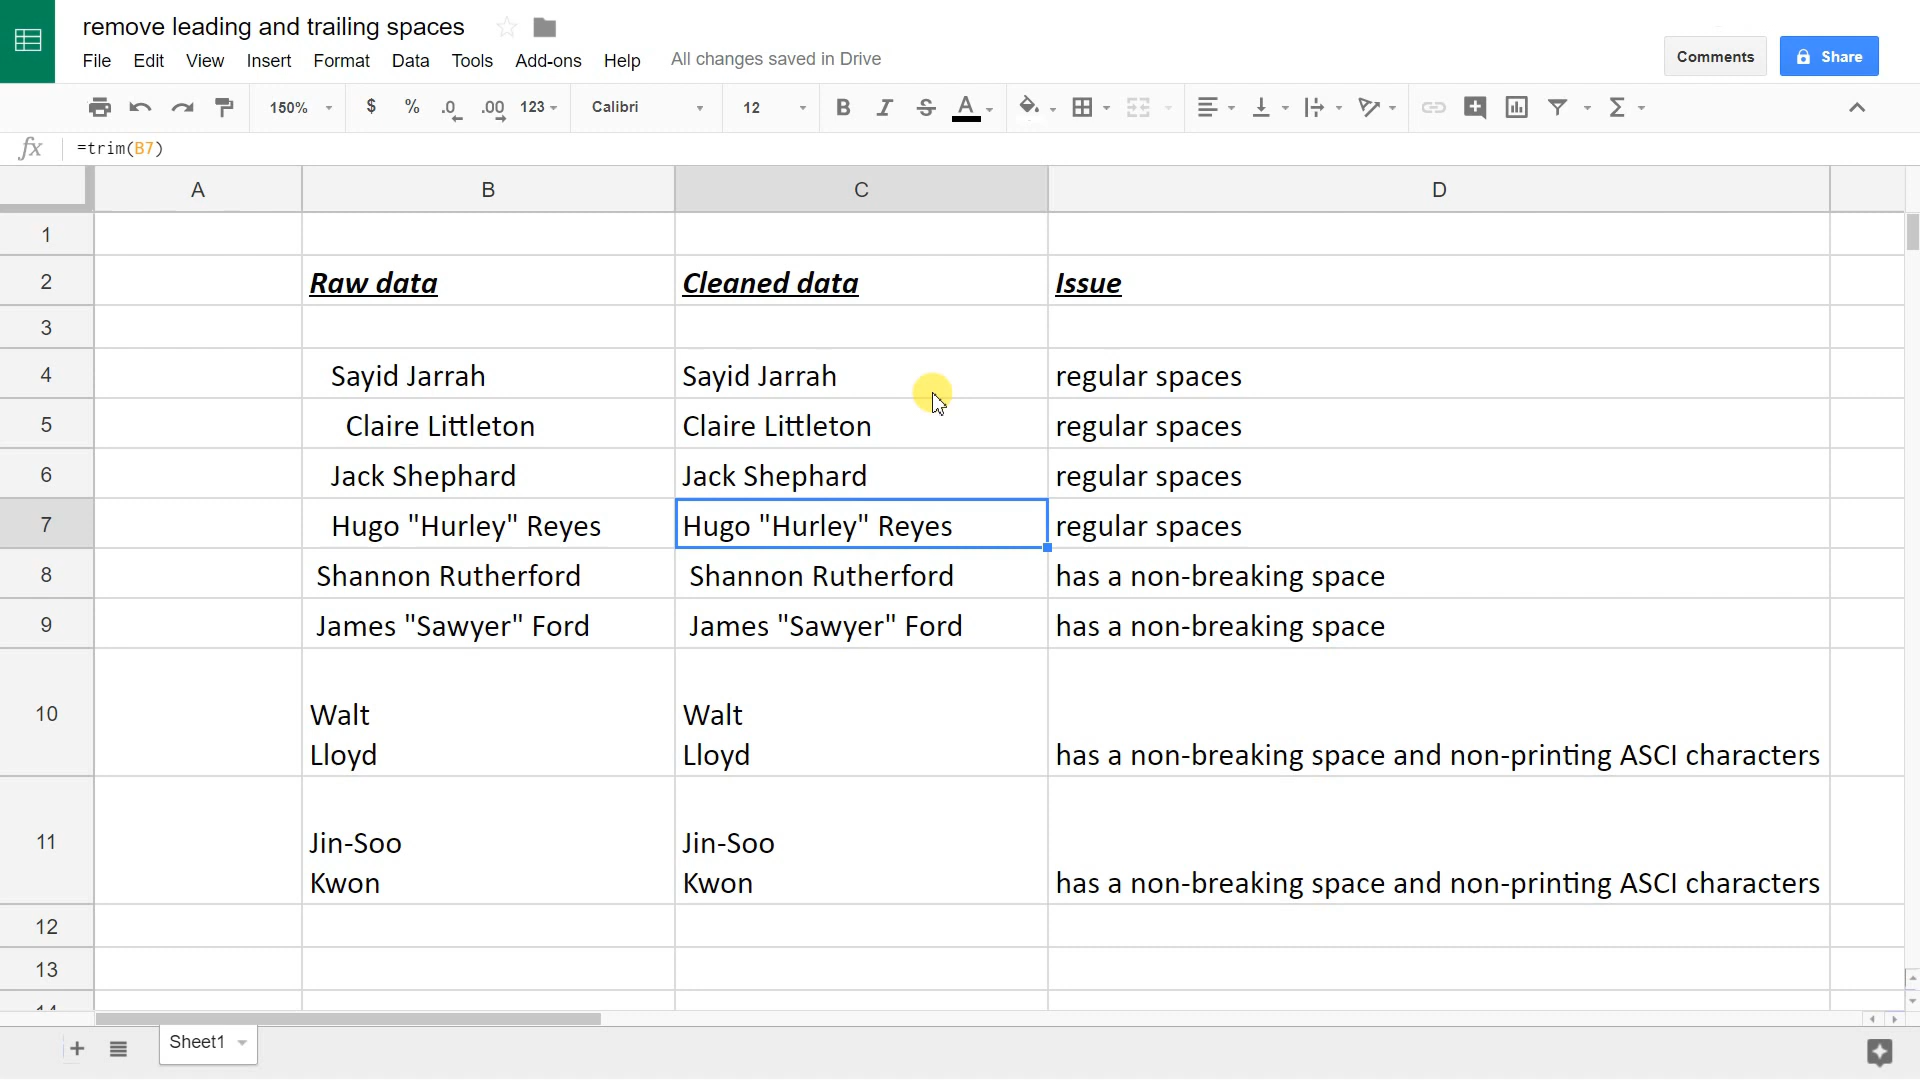 remove leading and trailing spaces
File Edit View Insert Format Data Tools Add-ons Help All changes saved in Drive
Comments Share
150% $ % .0 .00 123 Calibri 12 B I S A Σ
fx =trim(B7)
A B C D
1
2 Raw data Cleaned data Issue
3
4 Sayid Jarrah Sayid Jarrah regular spaces
5 Claire Littleton Claire Littleton regular spaces
6 Jack Shephard Jack Shephard regular spaces
7 Hugo "Hurley" Reyes Hugo "Hurley" Reyes regular spaces
8 Shannon Rutherford Shannon Rutherford has a non-breaking space
9 James "Sawyer" Ford James "Sawyer" Ford has a non-breaking space
10 Walt Walt
Lloyd Lloyd has a non-breaking space and non-printing ASCI characters
11 Jin-Soo Jin-Soo
Kwon Kwon has a non-breaking space and non-printing ASCI characters
12
13
Sheet1